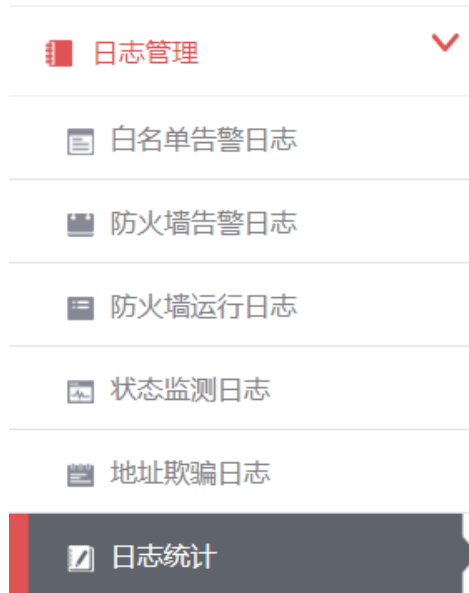 日志管理
白名单告警日志
防火墙告警日志
防火墙运行日志
状态监测日志
地址欺骗日志
日志统计